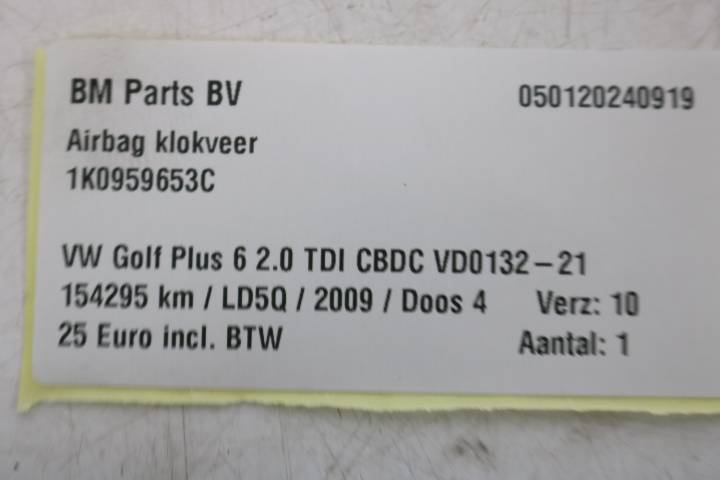 BM Parts BV 050120240919
Airbag klokveer
1K0959653C
VW Golf Plus 6 2.0 TDI CBDC VD0132-21
154295 km / LD5Q / 2009 / Doos 4 Verz: 10
25 Euro incl. BTW Aantal: 1